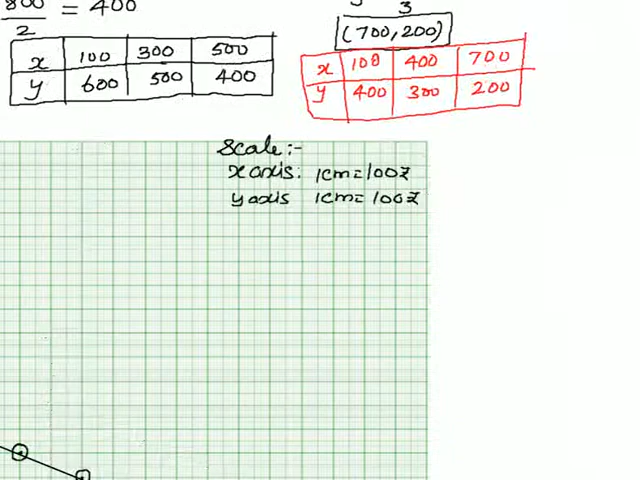 800
— = 400
2
x 100 300 500
y 600 500 400
3
(700,200)
x 100 400 700
y 400 300 200
Scale:-
x axis: 1cm=100₹
y axis 1cm=100₹